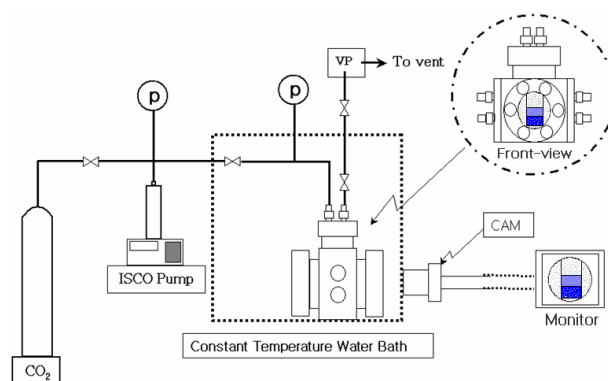 VP
To vent
P
P
Front-view
CAM
ISCO Pump
Monitor
Constant Temperature Water Bath
CO₂